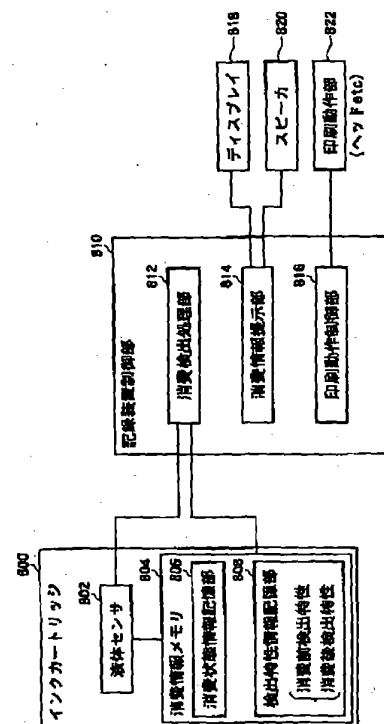 800
インクカートリッジ
802
液体センサ
804
消費情報メモリ
806
消費状態情報記憶部
808
検出特性情報記憶部
消費前検出特性
消費後検出特性
810
記録装置制御部
812
消費検出処理部
814
消費情報提示部
816
印刷動作制御部
818
ディスプレイ
820
スピーカ
822
印刷動作部
(ヘッドetc)